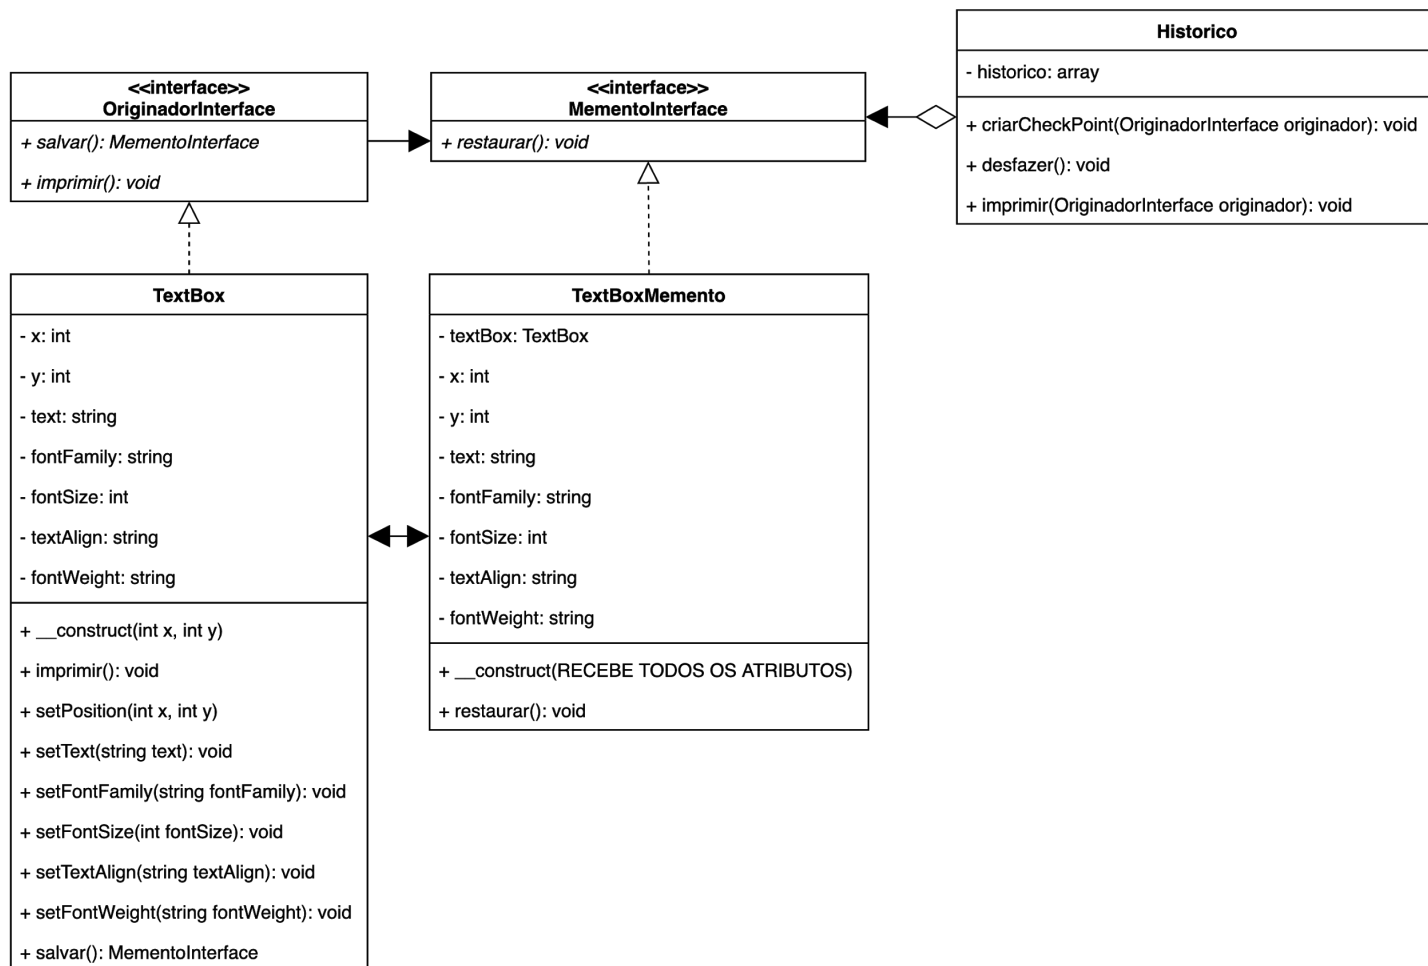 <<interface>>
OriginadorInterface
+ salvar(): MementoInterface
+ imprimir(): void
<<interface>>
MementoInterface
+ restaurar(): void
Historico
- historico: array
+ criarCheckPoint(OriginadorInterface originador): void
+ desfazer(): void
+ imprimir(OriginadorInterface originador): void
TextBox
- x: int
- y: int
- text: string
- fontFamily: string
- fontSize: int
- textAlign: string
- fontWeight: string
+ __construct(int x, int y)
+ imprimir(): void
+ setPosition(int x, int y)
+ setText(string text): void
+ setFontFamily(string fontFamily): void
+ setFontSize(int fontSize): void
+ setTextAlign(string textAlign): void
+ setFontWeight(string fontWeight): void
+ salvar(): MementoInterface
TextBoxMemento
- textBox: TextBox
- x: int
- y: int
- text: string
- fontFamily: string
- fontSize: int
- textAlign: string
- fontWeight: string
+ __construct(RECEBE TODOS OS ATRIBUTOS)
+ restaurar(): void